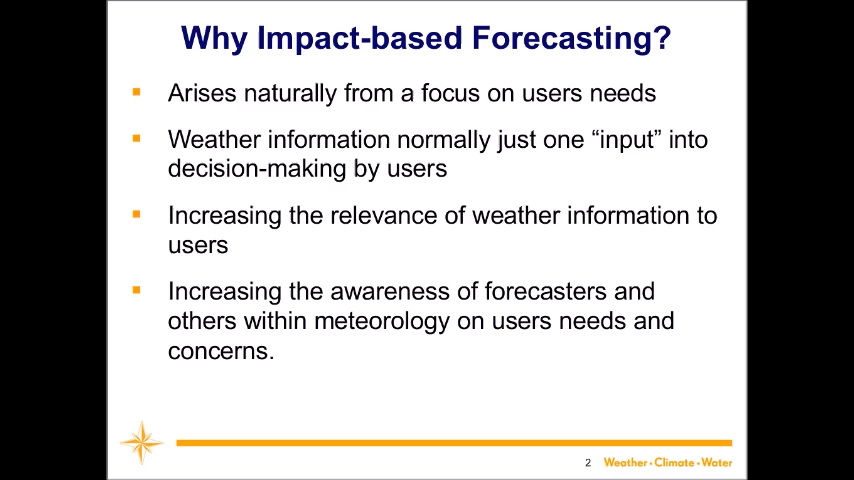 Why Impact-based Forecasting?
Arises naturally from a focus on users needs
Weather information normally just one “input” into
decision-making by users
Increasing the relevance of weather information to
users
Increasing the awareness of forecasters and
others within meteorology on users needs and
concerns.
2 Weather • Climate • Water